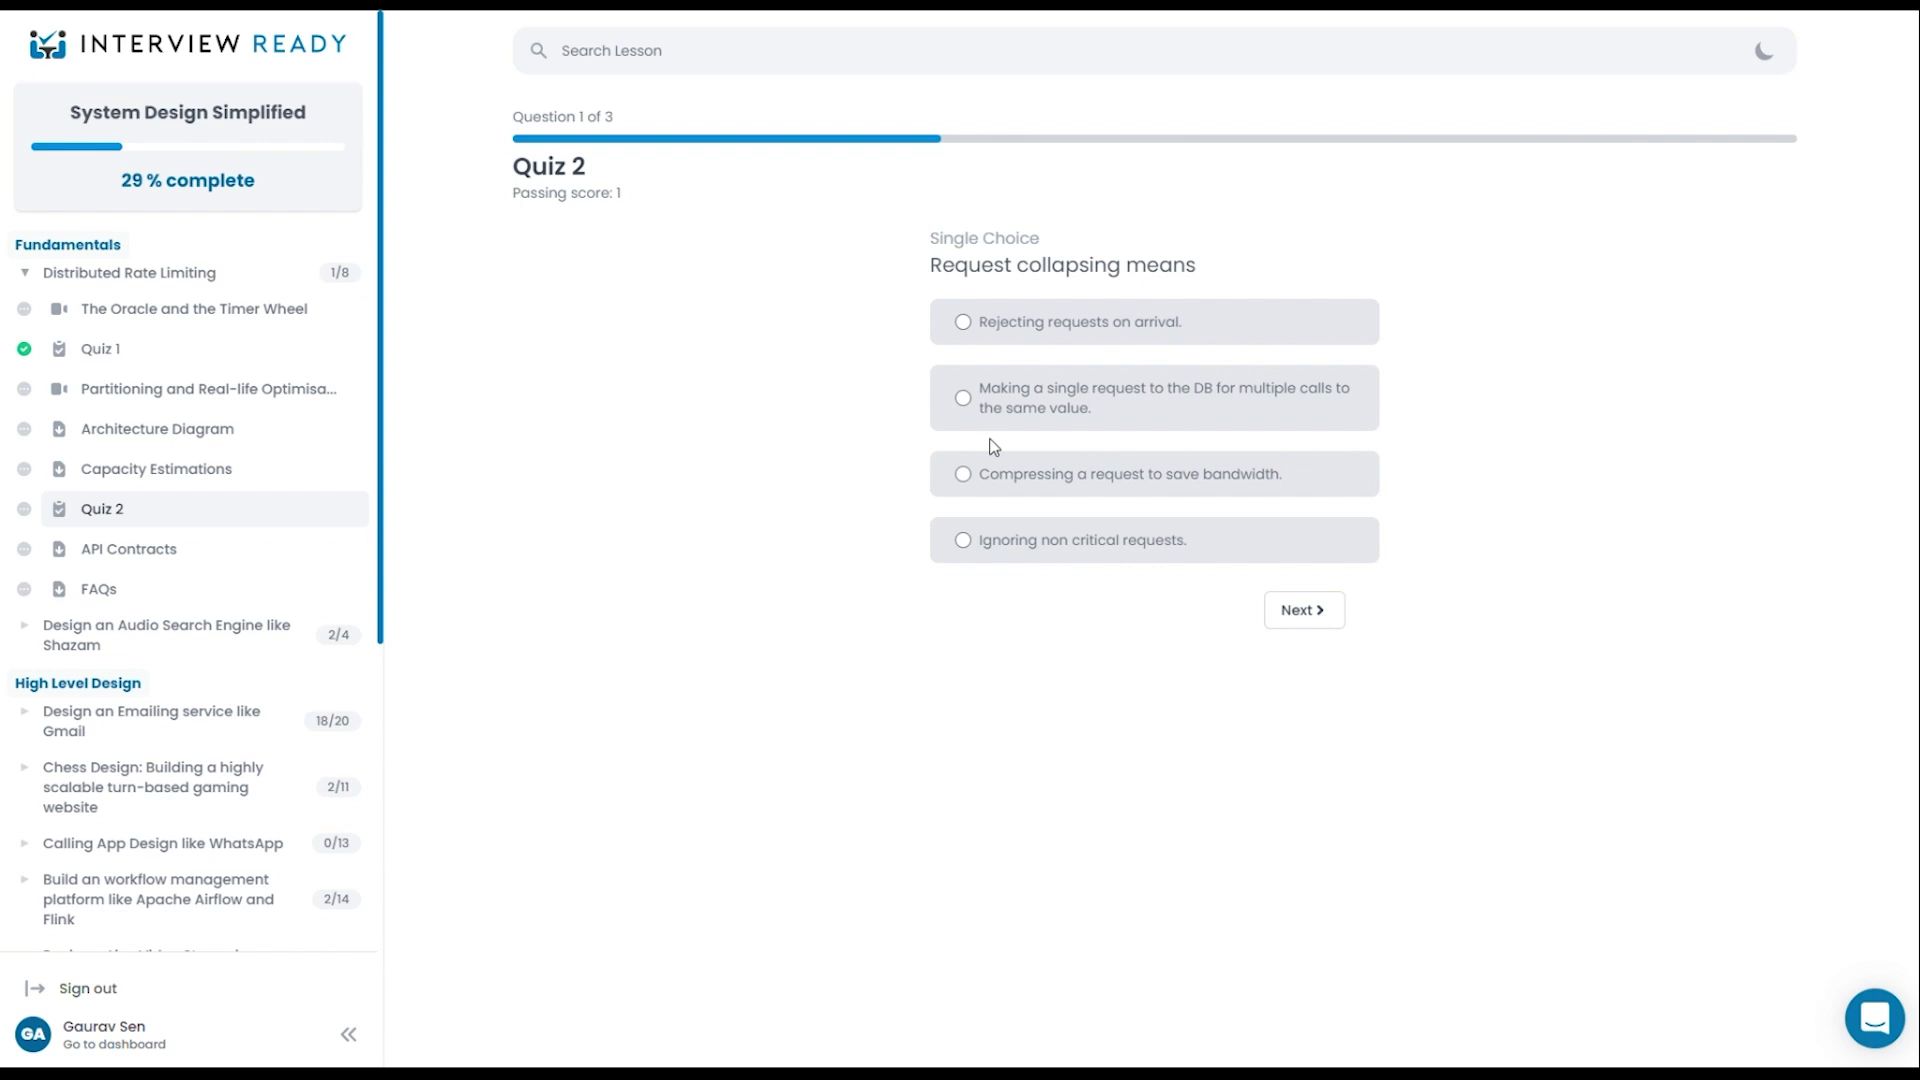 INTERVIEW READY
System Design Simplified
29 % complete
Fundamentals
Distributed Rate Limiting 1/8
The Oracle and the Timer Wheel
Quiz 1
Partitioning and Real-life Optimisa...
Architecture Diagram
Capacity Estimations
Quiz 2
API Contracts
FAQs
Design an Audio Search Engine like
Shazam
2/4
High Level Design
Design an Emailing service like
Gmail
18/20
Chess Design: Building a highly
scalable turn-based gaming
website
2/11
Calling App Design like WhatsApp 0/13
Build an workflow management
platform like Apache Airflow and
Flink
2/14
Sign out
GA
Gaurav Sen
Go to dashboard
Search Lesson
Question 1 of 3
Quiz 2
Passing score: 1
Single Choice
Request collapsing means
Rejecting requests on arrival.
Making a single request to the DB for multiple calls to
the same value.
Compressing a request to save bandwidth.
Ignoring non critical requests.
Next